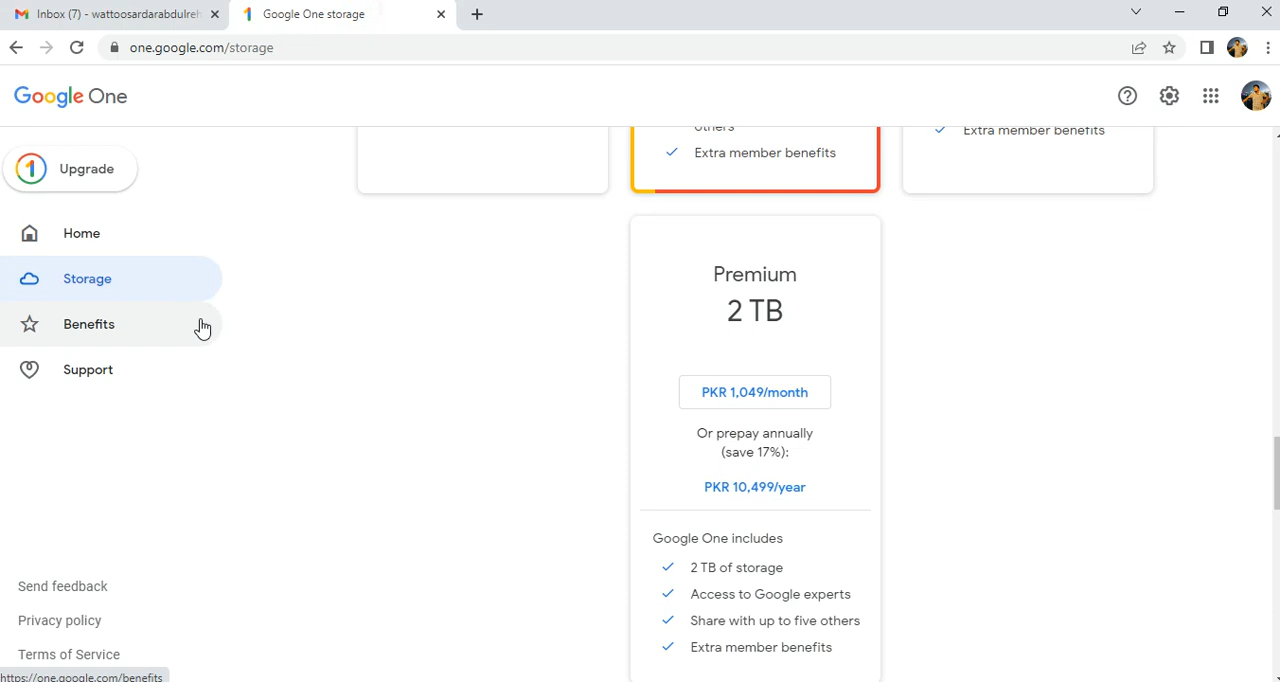 Inbox (7) - wattoosardarabdulreh
Google One storage
one.google.com/storage
Google One
Upgrade
Home
Storage
Benefits
Support
Send feedback
Privacy policy
Terms of Service
https://one.google.com/benefits
others
Extra member benefits
Extra member benefits
Premium
2 TB
PKR 1,049/month
Or prepay annually
(save 17%):
PKR 10,499/year
Google One includes
2 TB of storage
Access to Google experts
Share with up to five others
Extra member benefits